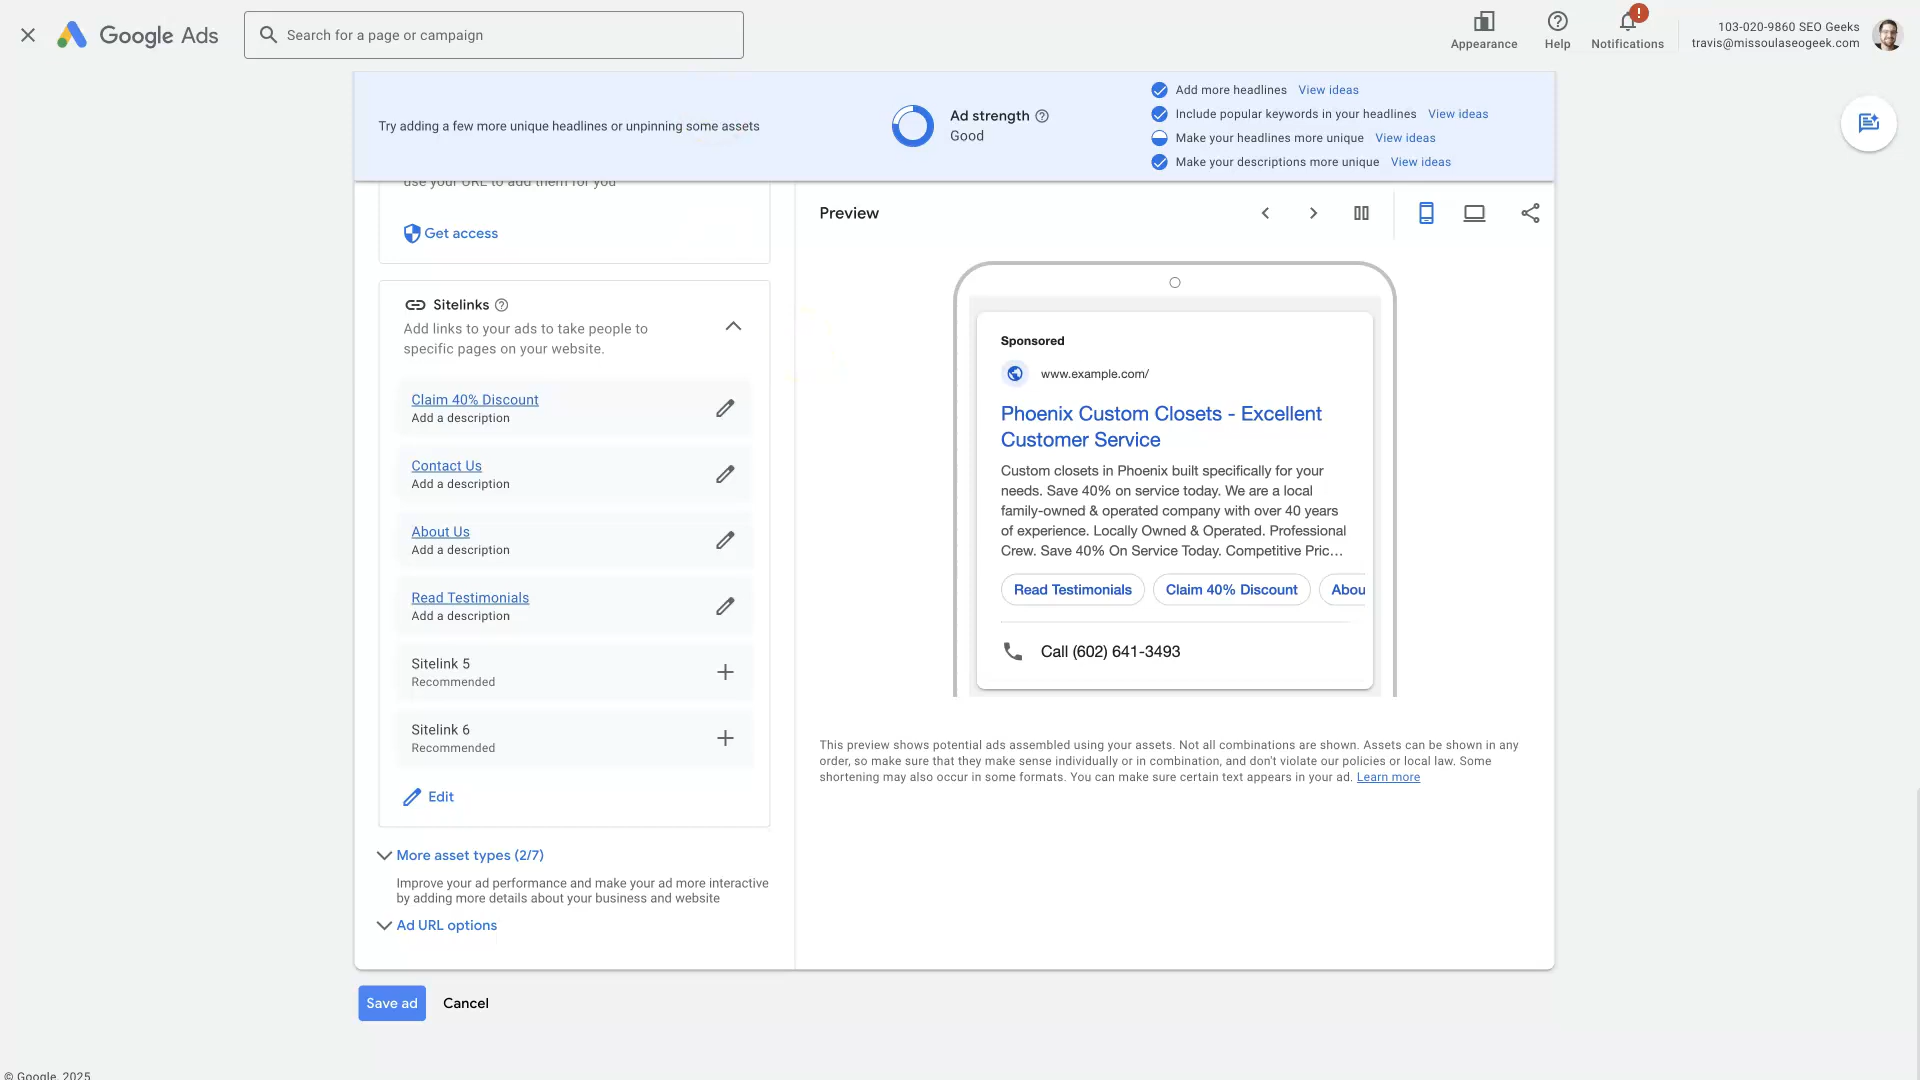 Google Ads
Search for a page or campaign
Appearance
Help
Notifications
103-020-9860 SEO Geeks
travis@missoulaseogeek.com
Try adding a few more unique headlines or unpinning some assets
Ad strength
Good
Add more headlines View ideas
Include popular keywords in your headlines View ideas
Make your headlines more unique View ideas
Make your descriptions more unique View ideas
use your URL to add them for you
Get access
Sitelinks
Add links to your ads to take people to
specific pages on your website.
Claim 40% Discount
Add a description
Contact Us
Add a description
About Us
Add a description
Read Testimonials
Add a description
Sitelink 5
Recommended
Sitelink 6
Recommended
Edit
More asset types (2/7)
Improve your ad performance and make your ad more interactive
by adding more details about your business and website
Ad URL options
Preview
Sponsored
www.example.com/
Phoenix Custom Closets - Excellent
Customer Service
Custom closets in Phoenix built specifically for your
needs. Save 40% on service today. We are a local
family-owned & operated company with over 40 years
of experience. Locally Owned & Operated. Professional
Crew. Save 40% On Service Today. Competitive Pric...
Read Testimonials Claim 40% Discount Abou
Call (602) 641-3493
This preview shows potential ads assembled using your assets. Not all combinations are shown. Assets can be shown in any
order, so make sure that they make sense individually or in combination, and don't violate our policies or local law. Some
shortening may also occur in some formats. You can make sure certain text appears in your ad. Learn more
Save ad
Cancel
© Google, 2025